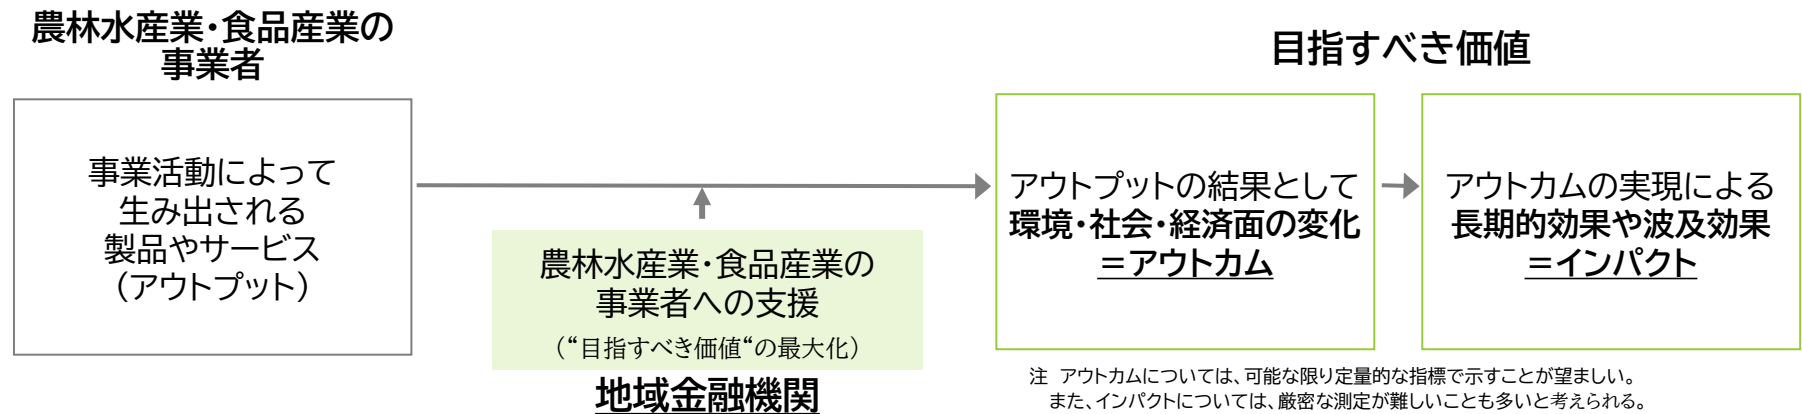 農林水産業・食品産業の
事業者
事業活動によって
生み出される
製品やサービス
（アウトプット）
農林水産業・食品産業の
事業者への支援
（“目指すべき価値“の最大化）
地域金融機関
目指すべき価値
アウトプットの結果として
環境・社会・経済面の変化
＝アウトカム
アウトカムの実現による
長期的効果や波及効果
＝インパクト
注　アウトカムについては、可能な限り定量的な指標で示すことが望ましい。
また、インパクトについては、厳密な測定が難しいことも多いと考えられる。